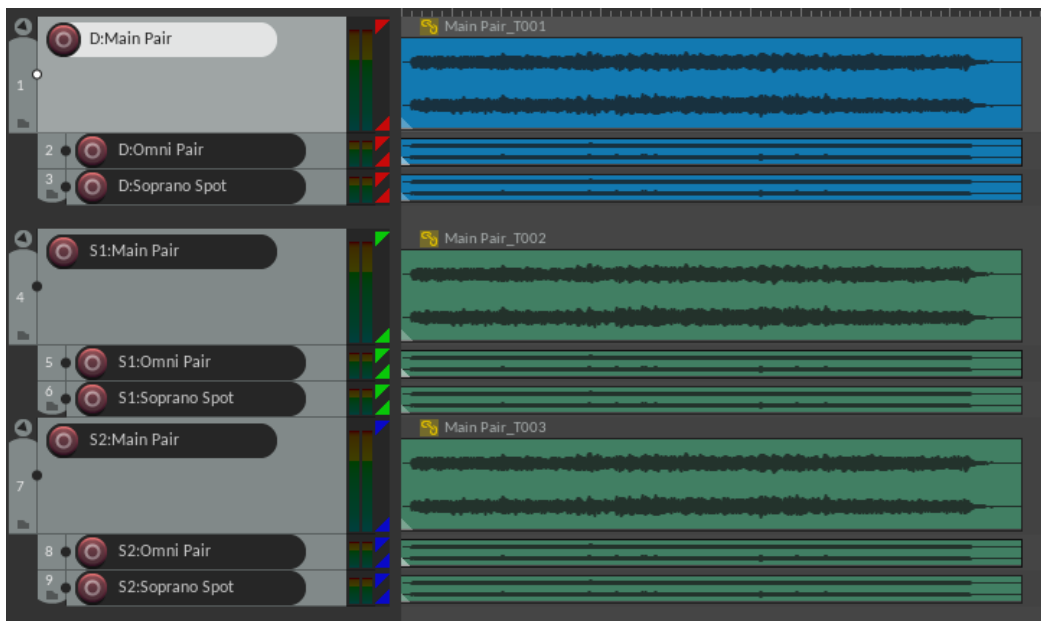 D:Main Pair
Main Pair_T001
1
2 D:Omni Pair
3 D:Soprano Spot
S1:Main Pair
Main Pair_T002
4
5 S1:Omni Pair
6 S1:Soprano Spot
S2:Main Pair
Main Pair_T003
7
8 S2:Omni Pair
9 S2:Soprano Spot